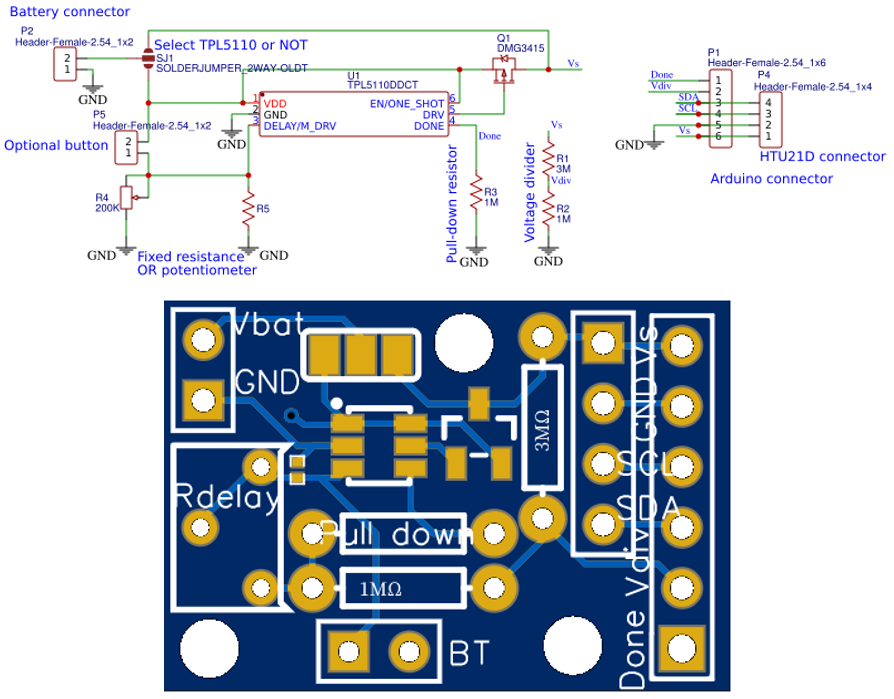 Battery connector
P2
Header-Female-2.54_1x2
2
1
GND
Select TPL5110 or NOT
SJ1
SOLDERJUMPER_2WAY-OLDT
P5
Header-Female-2.54_1x2
Optional button
2
1
R4
200K
GND
Fixed resistance
OR potentiometer
R5
GND
U1
TPL5110DDCT
1
VDD
2
GND
3
DELAY/M_DRV
EN/ONE_SHOT
6
DRV
5
DONE
4
GND
Q1
DMG3415
Vs
Done
Pull-down resistor
R3
1M
GND
Voltage divider
Vs
R1
3M
Vdiv
R2
1M
GND
P1
Header-Female-2.54_1x6
Done
Vdiv
SDA
SCL
GND
Vs
1
2
3
4
5
6
P4
Header-Female-2.54_1x4
4
3
2
1
HTU21D connector
Arduino connector
Vbat
GND
Rdelay
Pull down
1MΩ
3MΩ
BT
Vs
GND
SCL
SDA
Vdiv
Done